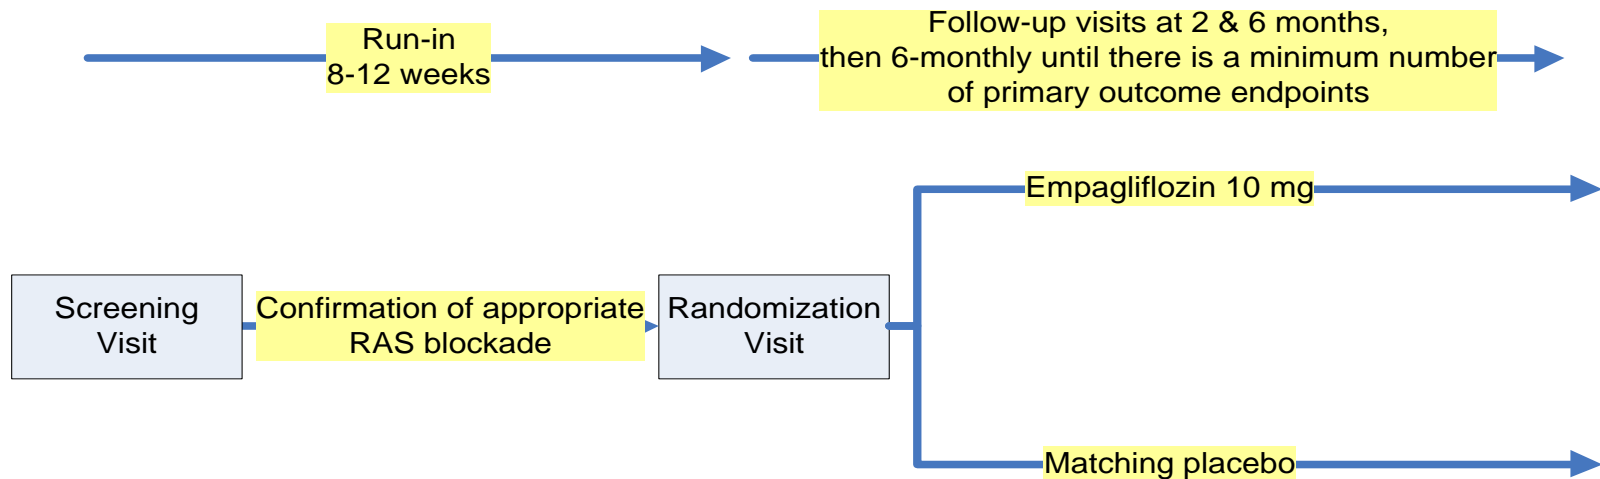 Run-in
8-12 weeks
Follow-up visits at 2 & 6 months,
then 6-monthly until there is a minimum number
of primary outcome endpoints
Empagliflozin 10 mg
Screening
Visit
Confirmation of appropriate
RAS blockade
Randomization
Visit
Matching placebo